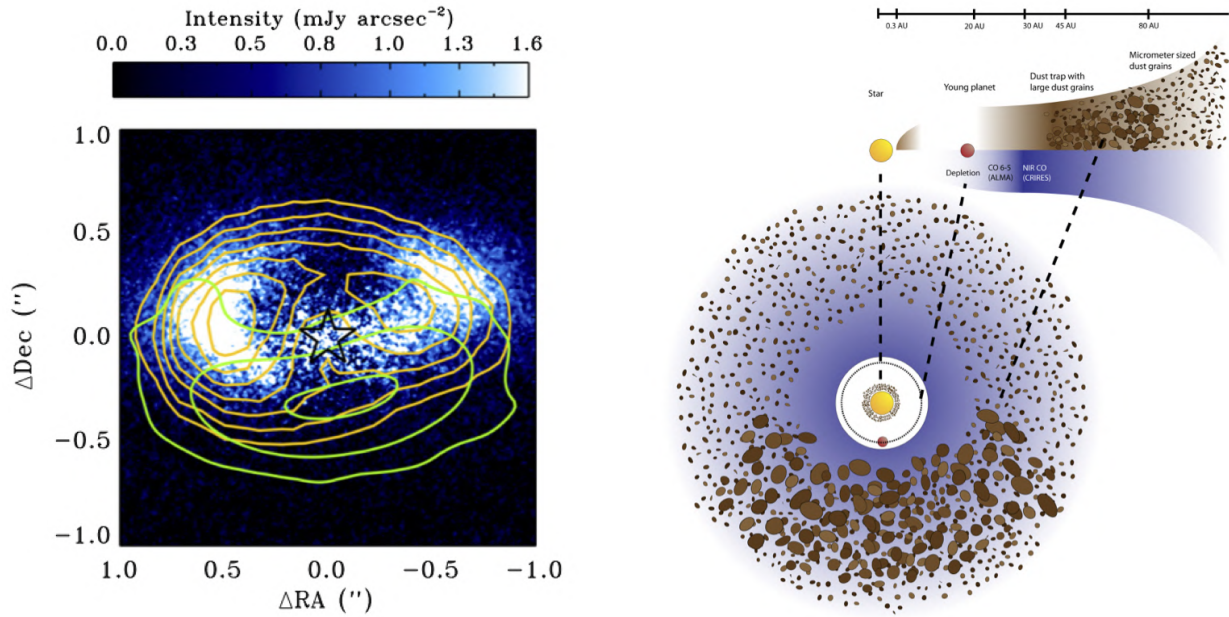 Intensity (mJy arcsec⁻²)
0.0 0.3 0.5 0.8 1.0 1.3 1.6
1.0
0.5
0.0
−0.5
−1.0
ΔDec (")
1.0 0.5 0.0 −0.5 −1.0
ΔRA (")
0.3 AU 20 AU 30 AU 45 AU 80 AU
Micrometer sized
dust grains
Dust trap with
large dust grains
Young planet
Star
Depletion
CO 6-5
(ALMA)
NIR CO
(CRIRES)